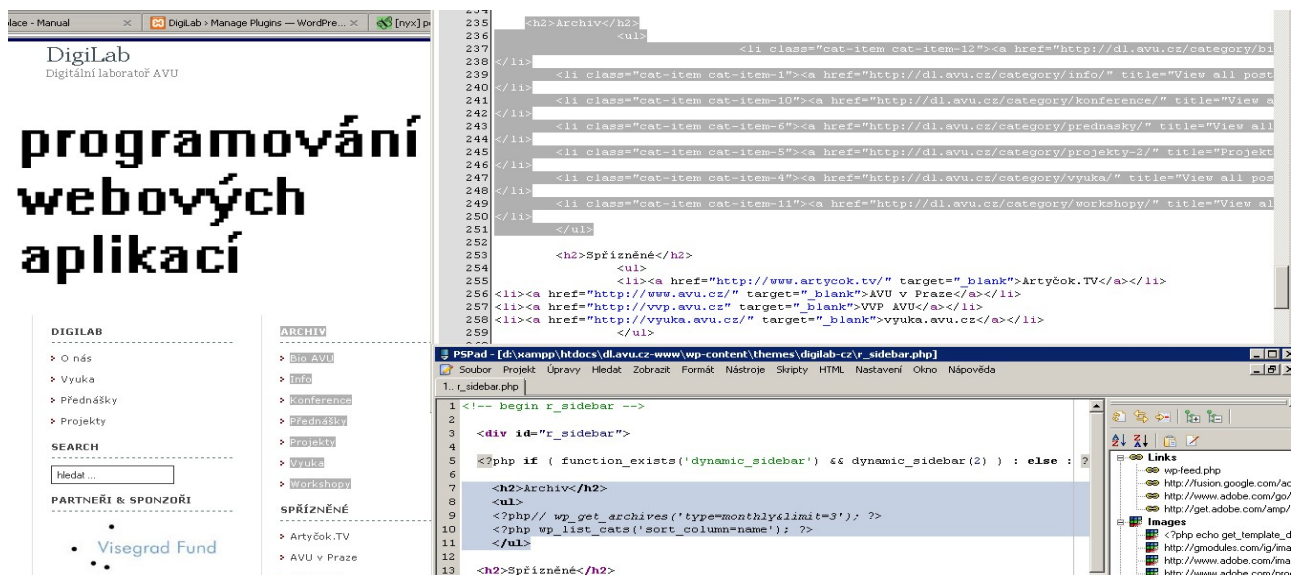 lace - Manual
DigiLab › Manage Plugins — WordPre...
[nyx] p
DigiLab
Digitální laboratoř AVU
programování
webových
aplikací
DIGILAB
O nás
Vyuka
Přednášky
Projekty
SEARCH
hledat ...
PARTNEŘI & SPONZOŘI
Visegrad Fund
ARCHIV
Bio AVU
Info
Konference
Přednášky
Projekty
Vyuka
Workshopy
SPŘÍZNĚNÉ
Artyčok.TV
AVU v Praze
234
235 <h2>Archiv</h2>
236 <ul>
237 <li class="cat-item cat-item-12"><a href="http://dl.avu.cz/category/bi
238 </li>
239 <li class="cat-item cat-item-1"><a href="http://dl.avu.cz/category/info/" title="View all post
240 </li>
241 <li class="cat-item cat-item-10"><a href="http://dl.avu.cz/category/konference/" title="View a
242 </li>
243 <li class="cat-item cat-item-6"><a href="http://dl.avu.cz/category/prednasky/" title="View all
244 </li>
245 <li class="cat-item cat-item-5"><a href="http://dl.avu.cz/category/projekty-2/" title="Projekt
246 </li>
247 <li class="cat-item cat-item-4"><a href="http://dl.avu.cz/category/vyuka/" title="View all pos
248 </li>
249 <li class="cat-item cat-item-11"><a href="http://dl.avu.cz/category/workshopy/" title="View al
250 </li>
251 </ul>
252
253 <h2>Spřízněné</h2>
254 <ul>
255 <li><a href="http://www.artycok.tv/" target="_blank">Artyčok.TV</a></li>
256 <li><a href="http://www.avu.cz/" target="_blank">AVU v Praze</a></li>
257 <li><a href="http://vvp.avu.cz" target="_blank">VVP AVU</a></li>
258 <li><a href="http://vyuka.avu.cz/" target="_blank">vyuka.avu.cz</a></li>
259 </ul>
PSPad - [d:\xampp\htdocs\dl.avu.cz-www\wp-content\themes\digilab-cz\r_sidebar.php]
Soubor Projekt Úpravy Hledat Zobrazit Formát Nástroje Skripty HTML Nastavení Okno Nápověda
1.. r_sidebar.php
1 <!-- begin r_sidebar -->
2
3 <div id="r_sidebar">
4
5 <?php if ( function_exists('dynamic_sidebar') && dynamic_sidebar(2) ) : else : ?
6
7 <h2>Archiv</h2>
8 <ul>
9 <?php// wp_get_archives('type=monthly&limit=3'); ?>
10 <?php wp_list_cats('sort_column=name'); ?>
11 </ul>
12
13 <h2>Spřízněné</h2>
Links
wp-feed.php
http://fusion.google.com/ad
http://www.adobe.com/go/
http://get.adobe.com/amp/
Images
<?php echo get_template_d
http://gmodules.com/ig/ima
http://www.adobe.com/ima